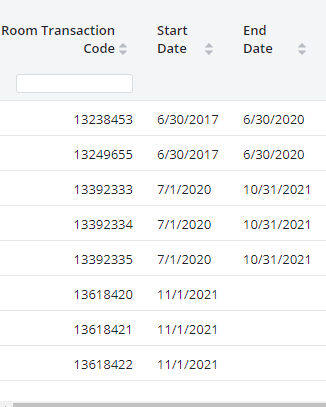 Room Transaction Code Start Date End Date
13238453 6/30/2017 6/30/2020
13249655 6/30/2017 6/30/2020
13392333 7/1/2020 10/31/2021
13392334 7/1/2020 10/31/2021
13392335 7/1/2020 10/31/2021
13618420 11/1/2021
13618421 11/1/2021
13618422 11/1/2021